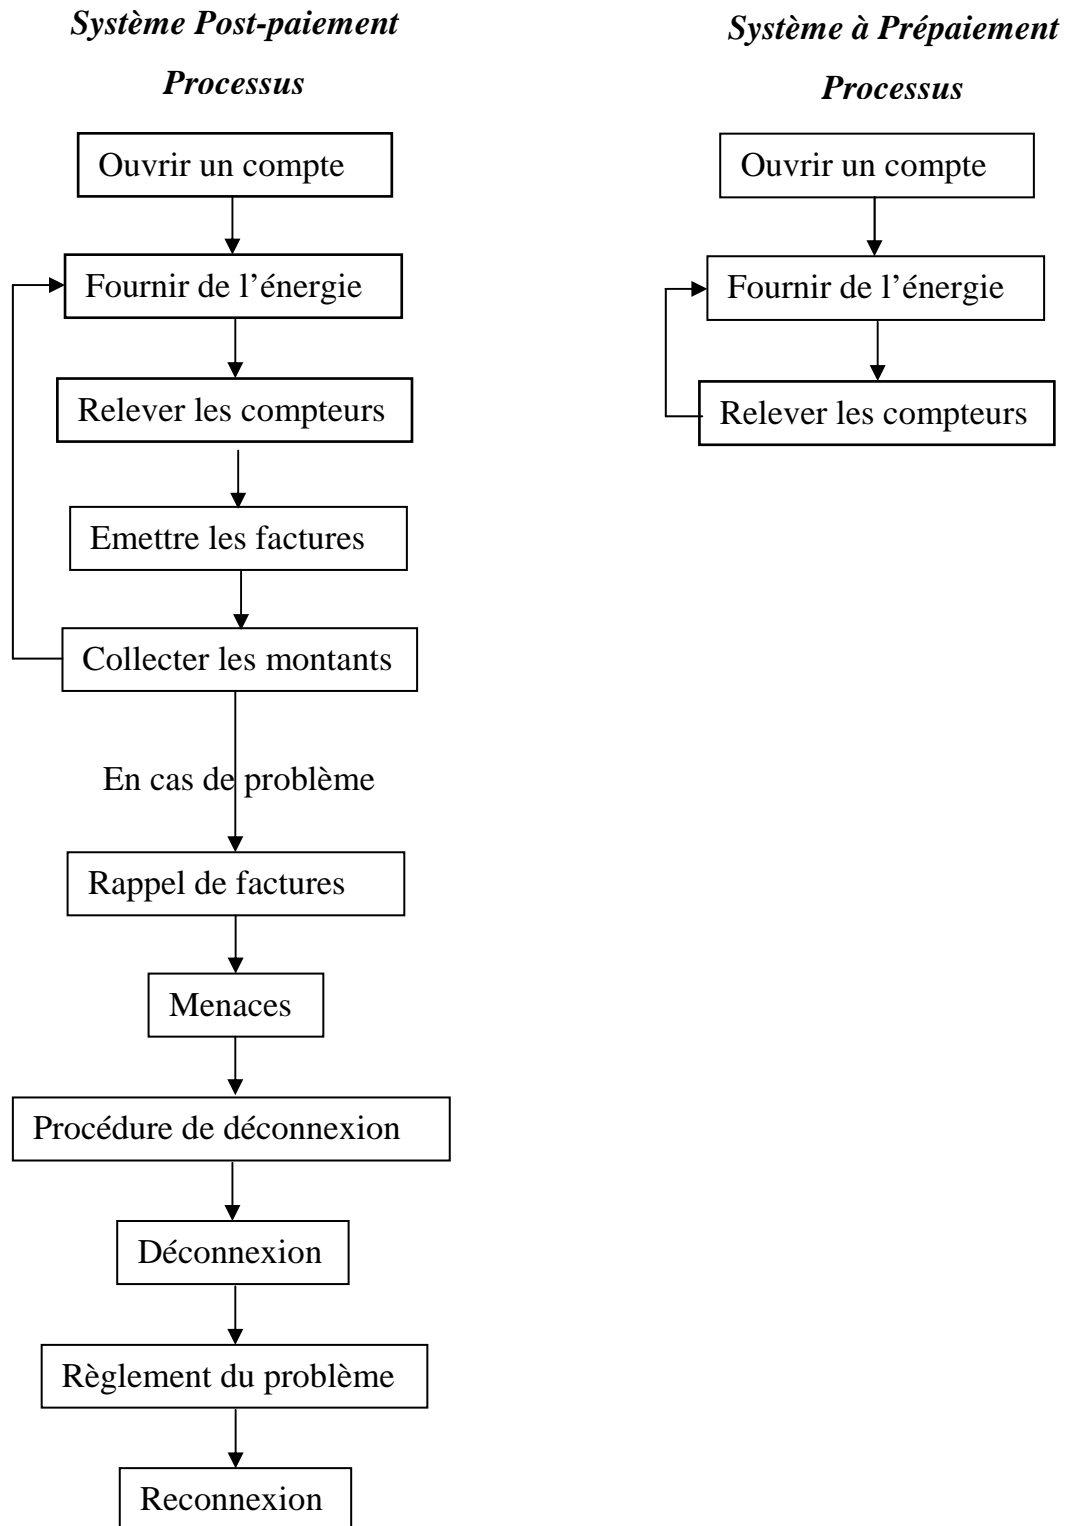 Système Post-paiement
Processus
Ouvrir un compte
Fournir de l’énergie
Relever les compteurs
Emettre les factures
Collecter les montants
En cas de problème
Rappel de factures
Menaces
Procédure de déconnexion
Déconnexion
Règlement du problème
Reconnexion
Système à Prépaiement
Processus
Ouvrir un compte
Fournir de l’énergie
Relever les compteurs